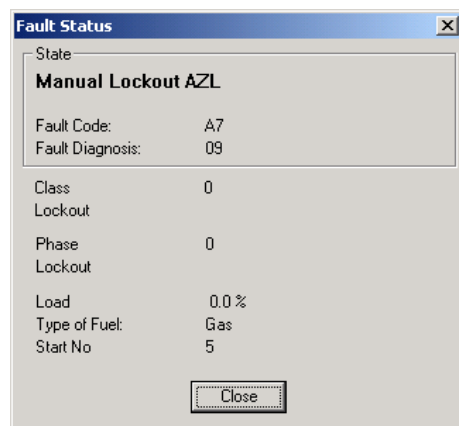 Fault Status
State
Manual Lockout AZL
Fault Code: A7
Fault Diagnosis: 09
Class 0
Lockout
Phase 0
Lockout
Load 0.0 %
Type of Fuel: Gas
Start No 5
Close